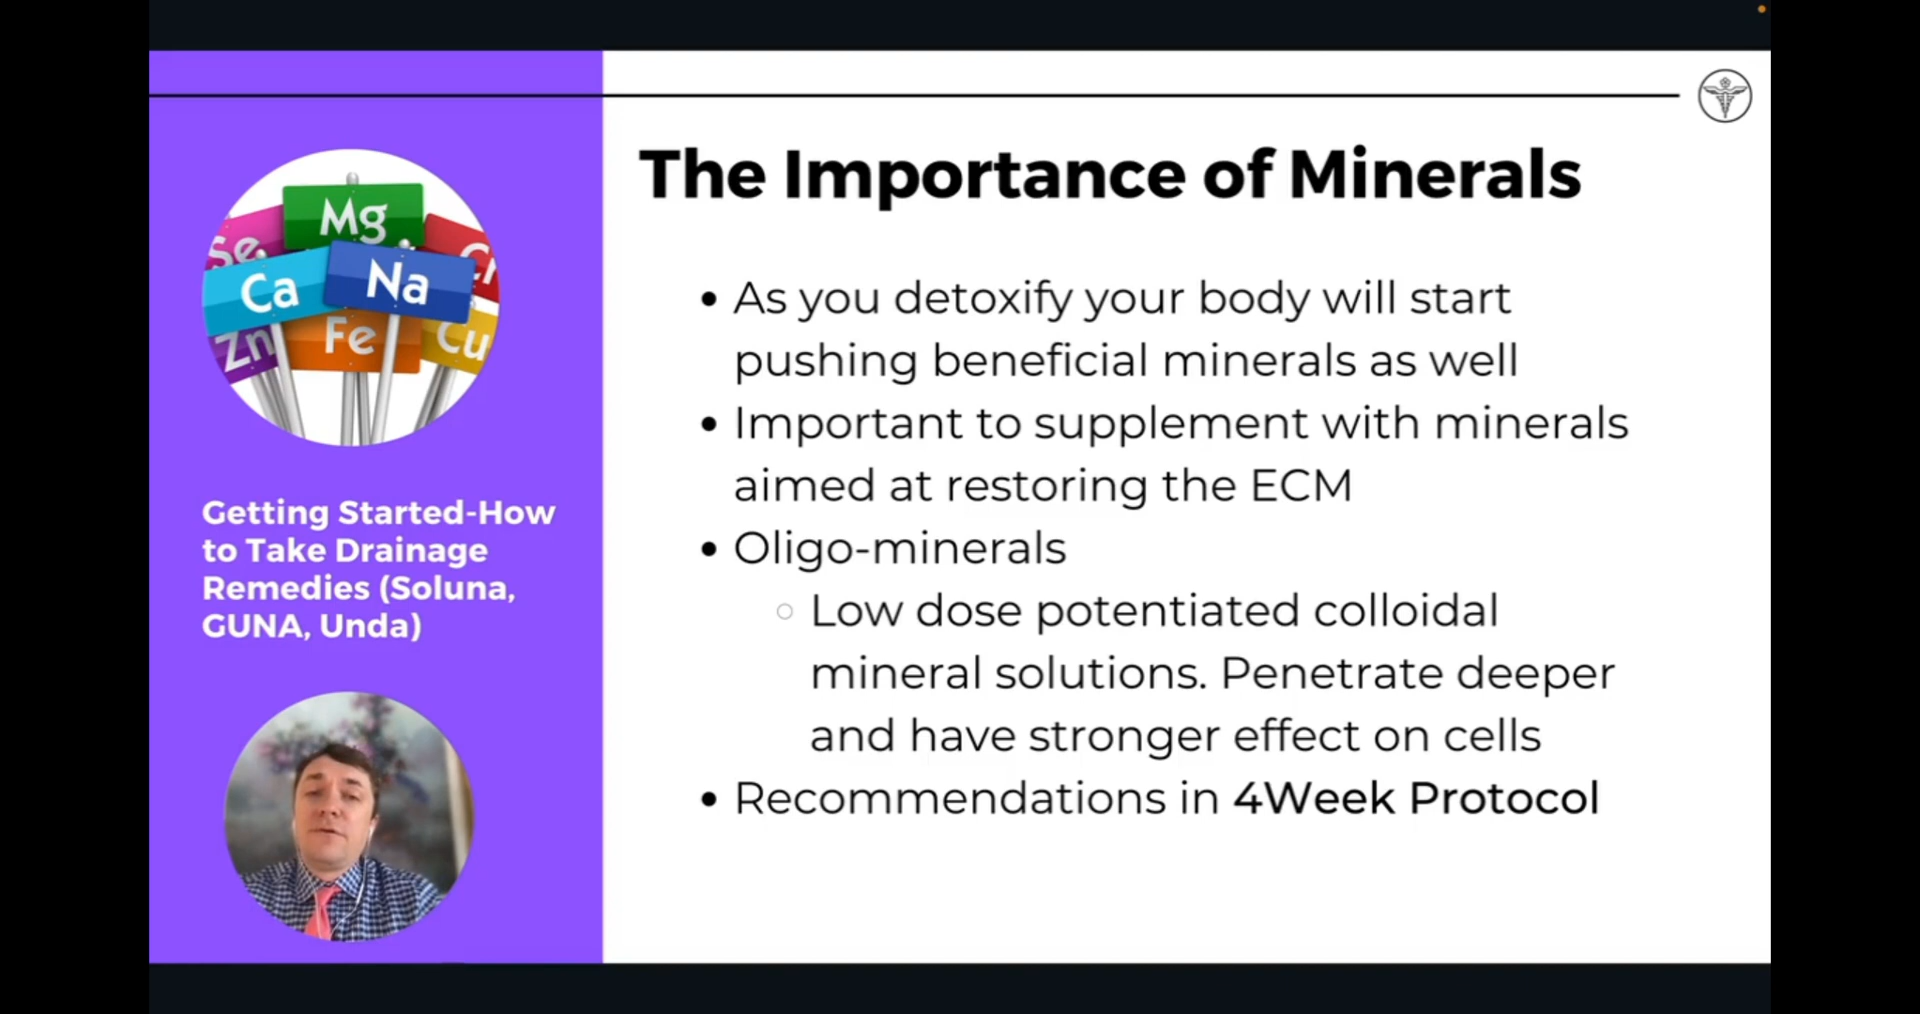 The Importance of Minerals
Se
Mg
Ca
Na
Zn
Fe
Cu
Getting Started-How
to Take Drainage
Remedies (Soluna,
GUNA, Unda)
• As you detoxify your body will start
pushing beneficial minerals as well
• Important to supplement with minerals
aimed at restoring the ECM
• Oligo-minerals
○ Low dose potentiated colloidal
mineral solutions. Penetrate deeper
and have stronger effect on cells
• Recommendations in 4Week Protocol